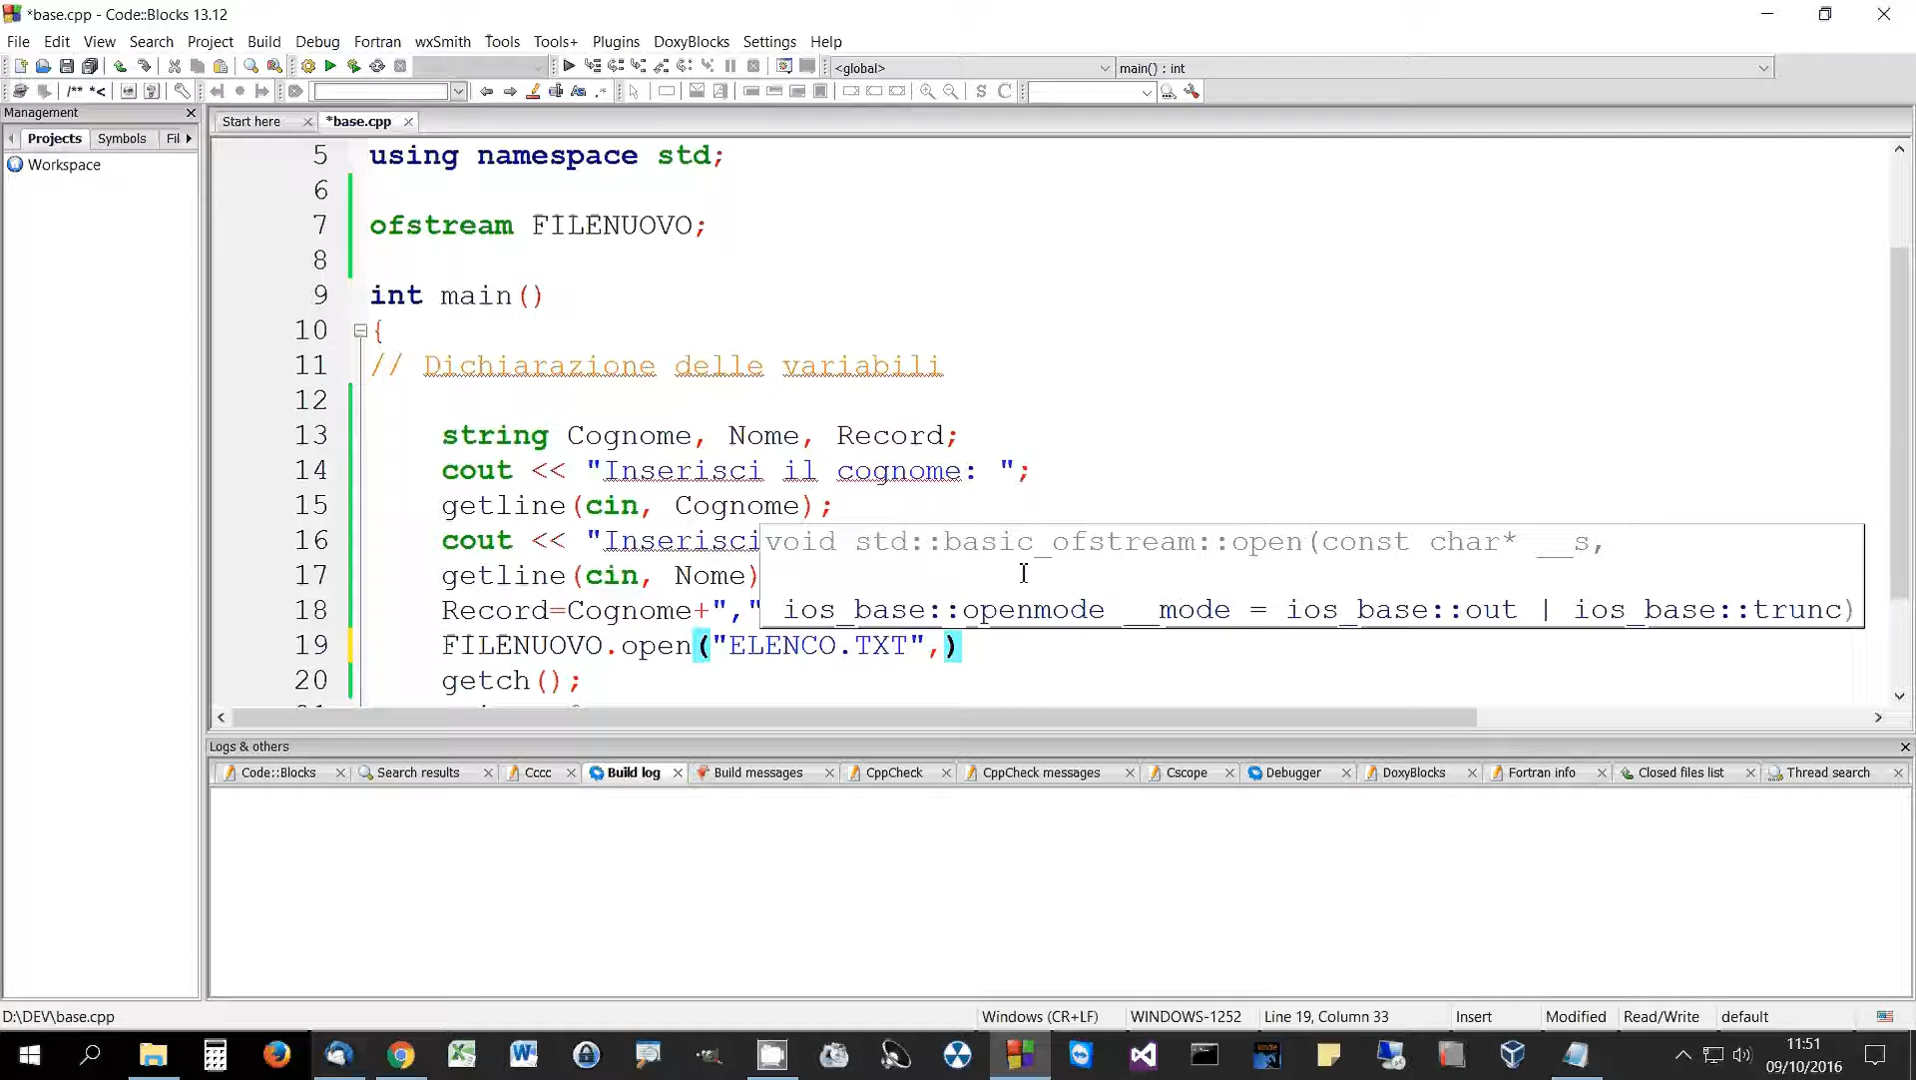 *base.cpp - Code::Blocks 13.12
File Edit View Search Project Build Debug Fortran wxSmith Tools Tools+ Plugins DoxyBlocks Settings Help
<global> main() : int
/** *<
S C
Management
Start here *base.cpp
Projects Symbols Fil
Workspace
5 using namespace std;
6
7 ofstream FILENUOVO;
8
9 int main()
10 {
11 // Dichiarazione delle variabili
12
13 string Cognome, Nome, Record;
14 cout << "Inserisci il cognome: ";
15 getline(cin, Cognome);
16 cout << "Inserisci
void std::basic_ofstream::open(const char* __s,
17 getline(cin, Nome)
18 Record=Cognome+","
ios_base::openmode __mode = ios_base::out | ios_base::trunc)
19 FILENUOVO.open("ELENCO.TXT",)
20 getch();
Logs & others
Code::Blocks Search results Cccc Build log Build messages CppCheck CppCheck messages Cscope Debugger DoxyBlocks Fortran info Closed files list Thread search
D:\DEV\base.cpp Windows (CR+LF) WINDOWS-1252 Line 19, Column 33 Insert Modified Read/Write default
11:51
09/10/2016